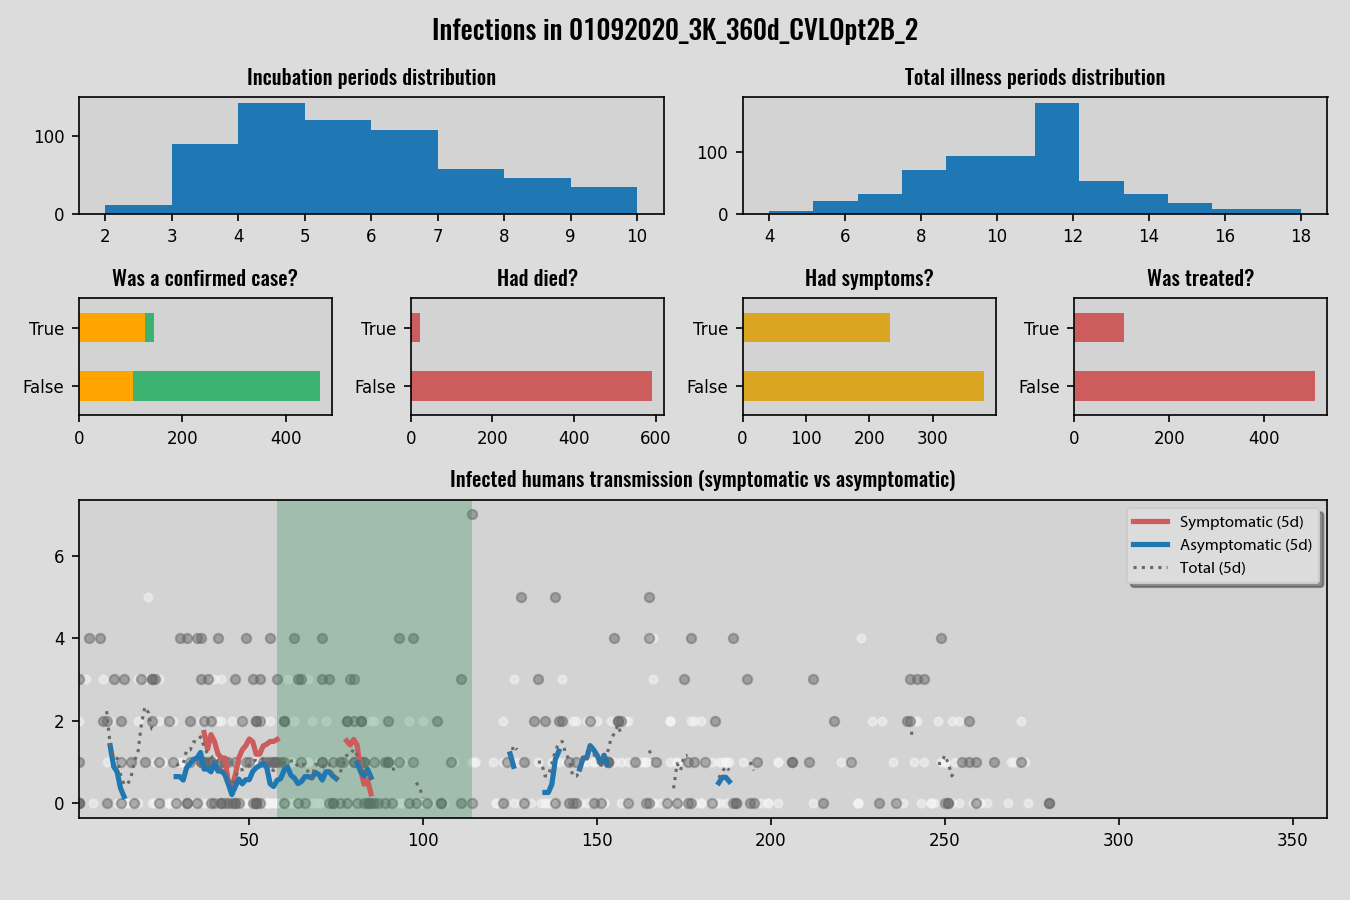 Infections in 01092020_3K_360d_CVLOpt2B_2
Incubation periods distribution
100
0
2 3 4 5 6 7 8 9 10
Total illness periods distribution
100
0
4 6 8 10 12 14 16 18
Was a confirmed case?
True
False
0 200 400
Had died?
True
False
0 200 400 600
Had symptoms?
True
False
0 100 200 300
Was treated?
True
False
0 200 400
Infected humans transmission (symptomatic vs asymptomatic)
6
4
2
0
50 100 150 200 250 300 350
Symptomatic (5d)
Asymptomatic (5d)
Total (5d)